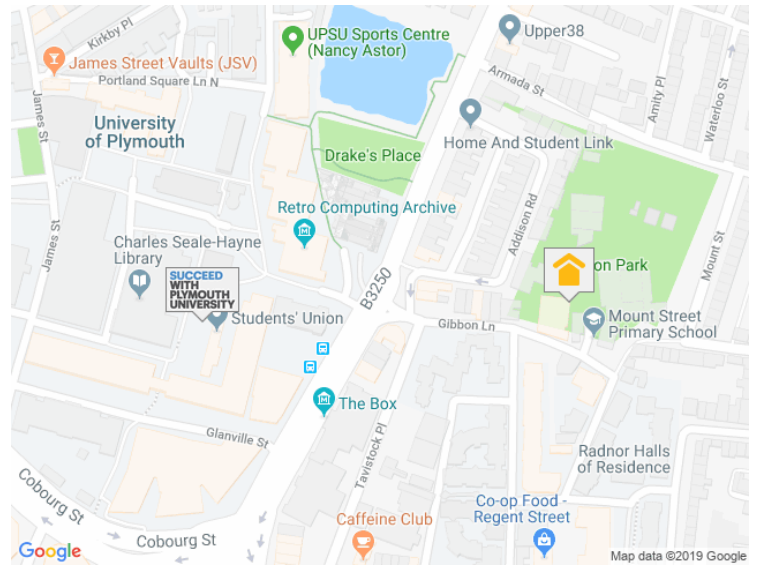 Kirkby Pl
UPSU Sports Centre
(Nancy Astor)
Upper38
James Street Vaults (JSV)
Portland Square Ln N
Armada St
Amity Pl
Waterloo St
James St
University
of Plymouth
Home And Student Link
Drake's Place
Retro Computing Archive
Addison Rd
James St
Charles Seale-Hayne
Library
Mount St
SUCCEED
WITH
PLYMOUTH
UNIVERSITY
on Park
B3250
Students' Union
Gibbon Ln
Mount Street
Primary School
The Box
Glanville St
Tavistock Pl
Radnor Halls
of Residence
Cobourg St
Cobourg St
Caffeine Club
Co-op Food -
Regent Street
Google
Map data ©2019 Google